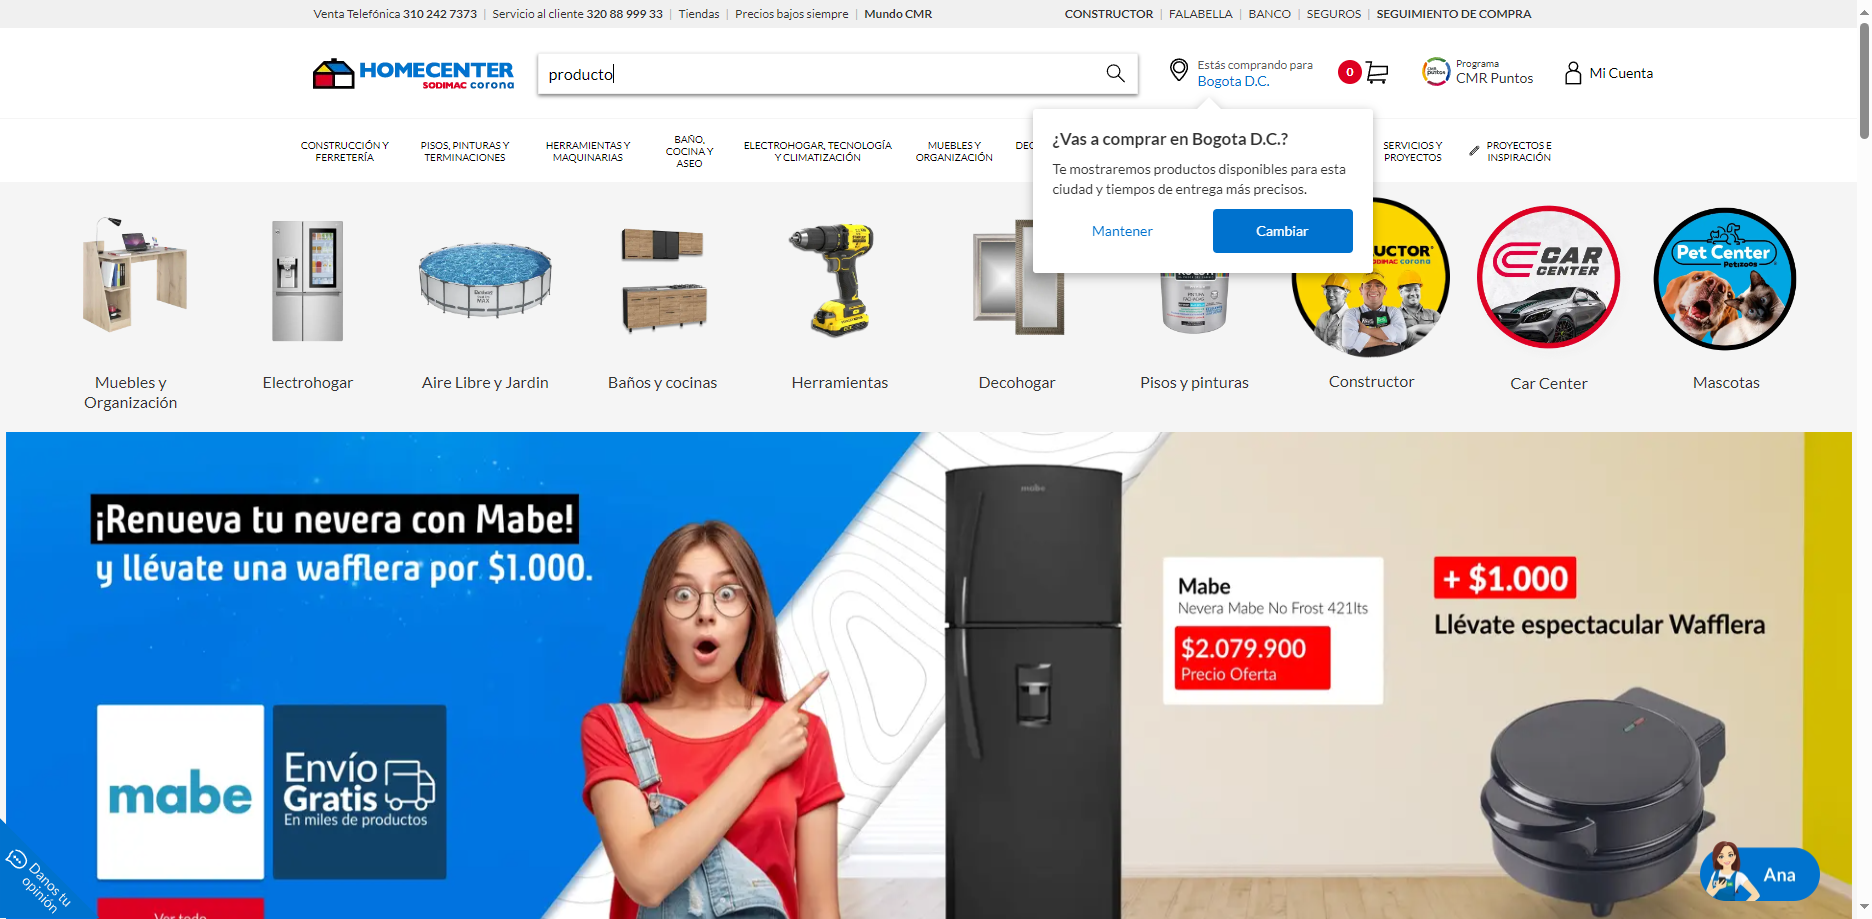 Venta Telefónica 310 242 7373 | Servicio al cliente 320 88 999 33 | Tiendas | Precios bajos siempre | Mundo CMR
CONSTRUCTOR | FALABELLA | BANCO | SEGUROS | SEGUIMIENTO DE COMPRA
HOMECENTER
SODIMAC corona
producto
Estás comprando para
Bogota D.C.
0
CMR puntos
Programa
CMR Puntos
Mi Cuenta
¿Vas a comprar en Bogota D.C.?
Te mostraremos productos disponibles para esta
ciudad y tiempos de entrega más precisos.
Mantener
Cambiar
CONSTRUCCIÓN Y
FERRETERÍA
PISOS, PINTURAS Y
TERMINACIONES
HERRAMIENTAS Y
MAQUINARIAS
BAÑO,
COCINA Y
ASEO
ELECTROHOGAR, TECNOLOGÍA
Y CLIMATIZACIÓN
MUEBLES Y
ORGANIZACIÓN
SERVICIOS Y
PROYECTOS
PROYECTOS E
INSPIRACIÓN
UCTOR
SODIMAC corona
CAR
CENTER
Pet Center
Petizoos
Muebles y
Organización
Electrohogar
Aire Libre y Jardin
Baños y cocinas
Herramientas
Decohogar
Pisos y pinturas
Constructor
Car Center
Mascotas
¡Renueva tu nevera con Mabe!
y llévate una wafflera por $1.000.
mabe
Envío
Gratis
En miles de productos
Ver todo
mabe
Mabe
Nevera Mabe No Frost 421lts
$2.079.900
Precio Oferta
+ $1.000
Llévate espectacular Wafflera
Danos tu
opinión
Ana